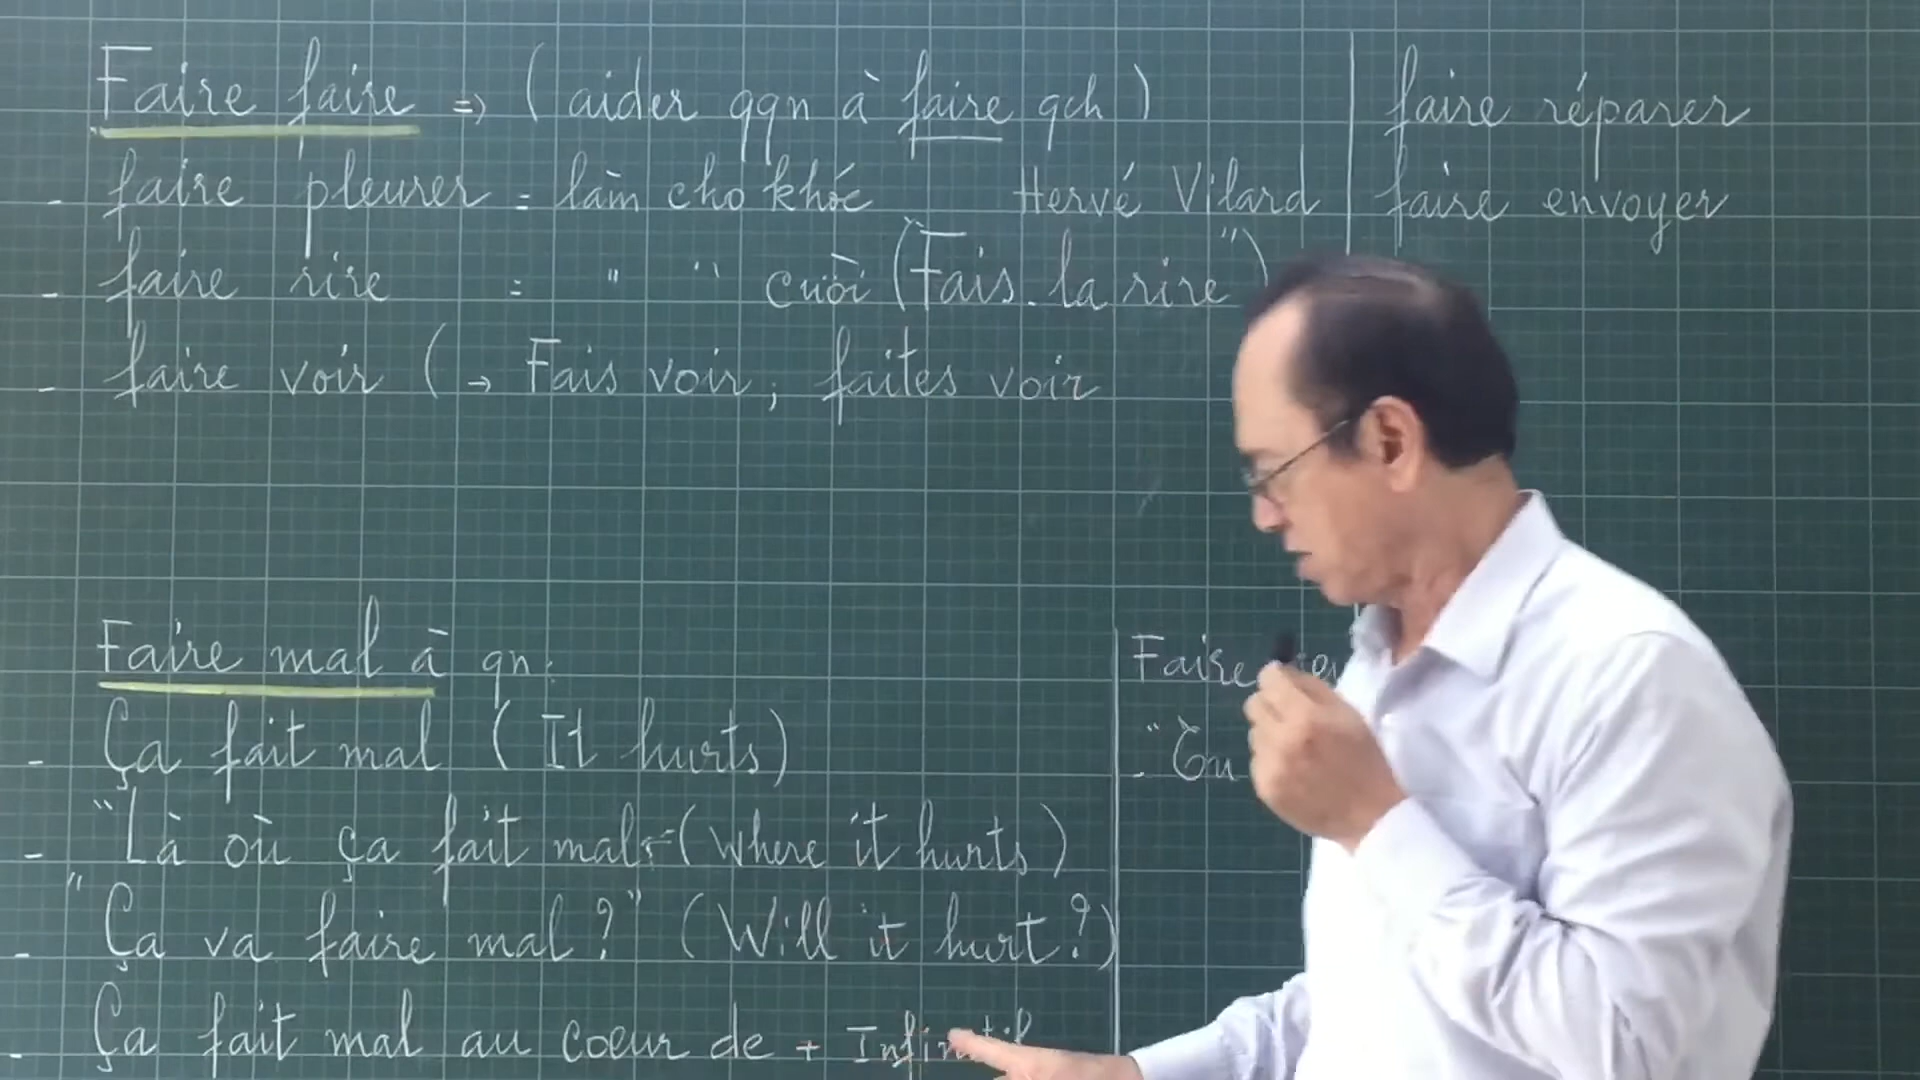 Faire faire => (aider qqn à faire qch)
- faire pleurer = làm cho khóc Hervé Vilard
- faire rire = " " cười ("Fais-la rire")
- faire voir (→ Fais voir ; faites voir
faire réparer
faire envoyer
Faire mal à qn:
- Ça fait mal (It hurts)
- "Là où ça fait mal" (Where it hurts)
- "Ça va faire mal?" (Will it hurt?)
- Ça fait mal au coeur de + Infinitif
Faire
- "Tu